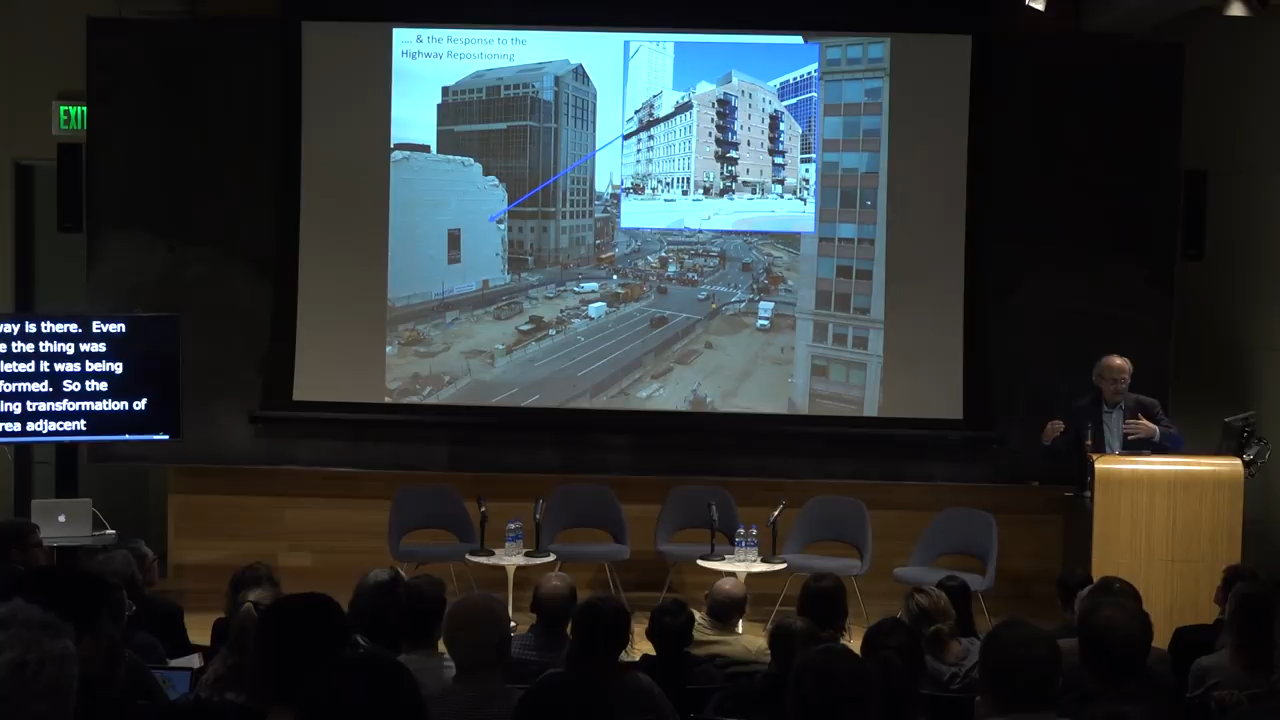 .... & the Response to the
Highway Repositioning
EXIT
way is there. Even
e the thing was
leted it was being
formed. So the
ing transformation of
rea adjacent